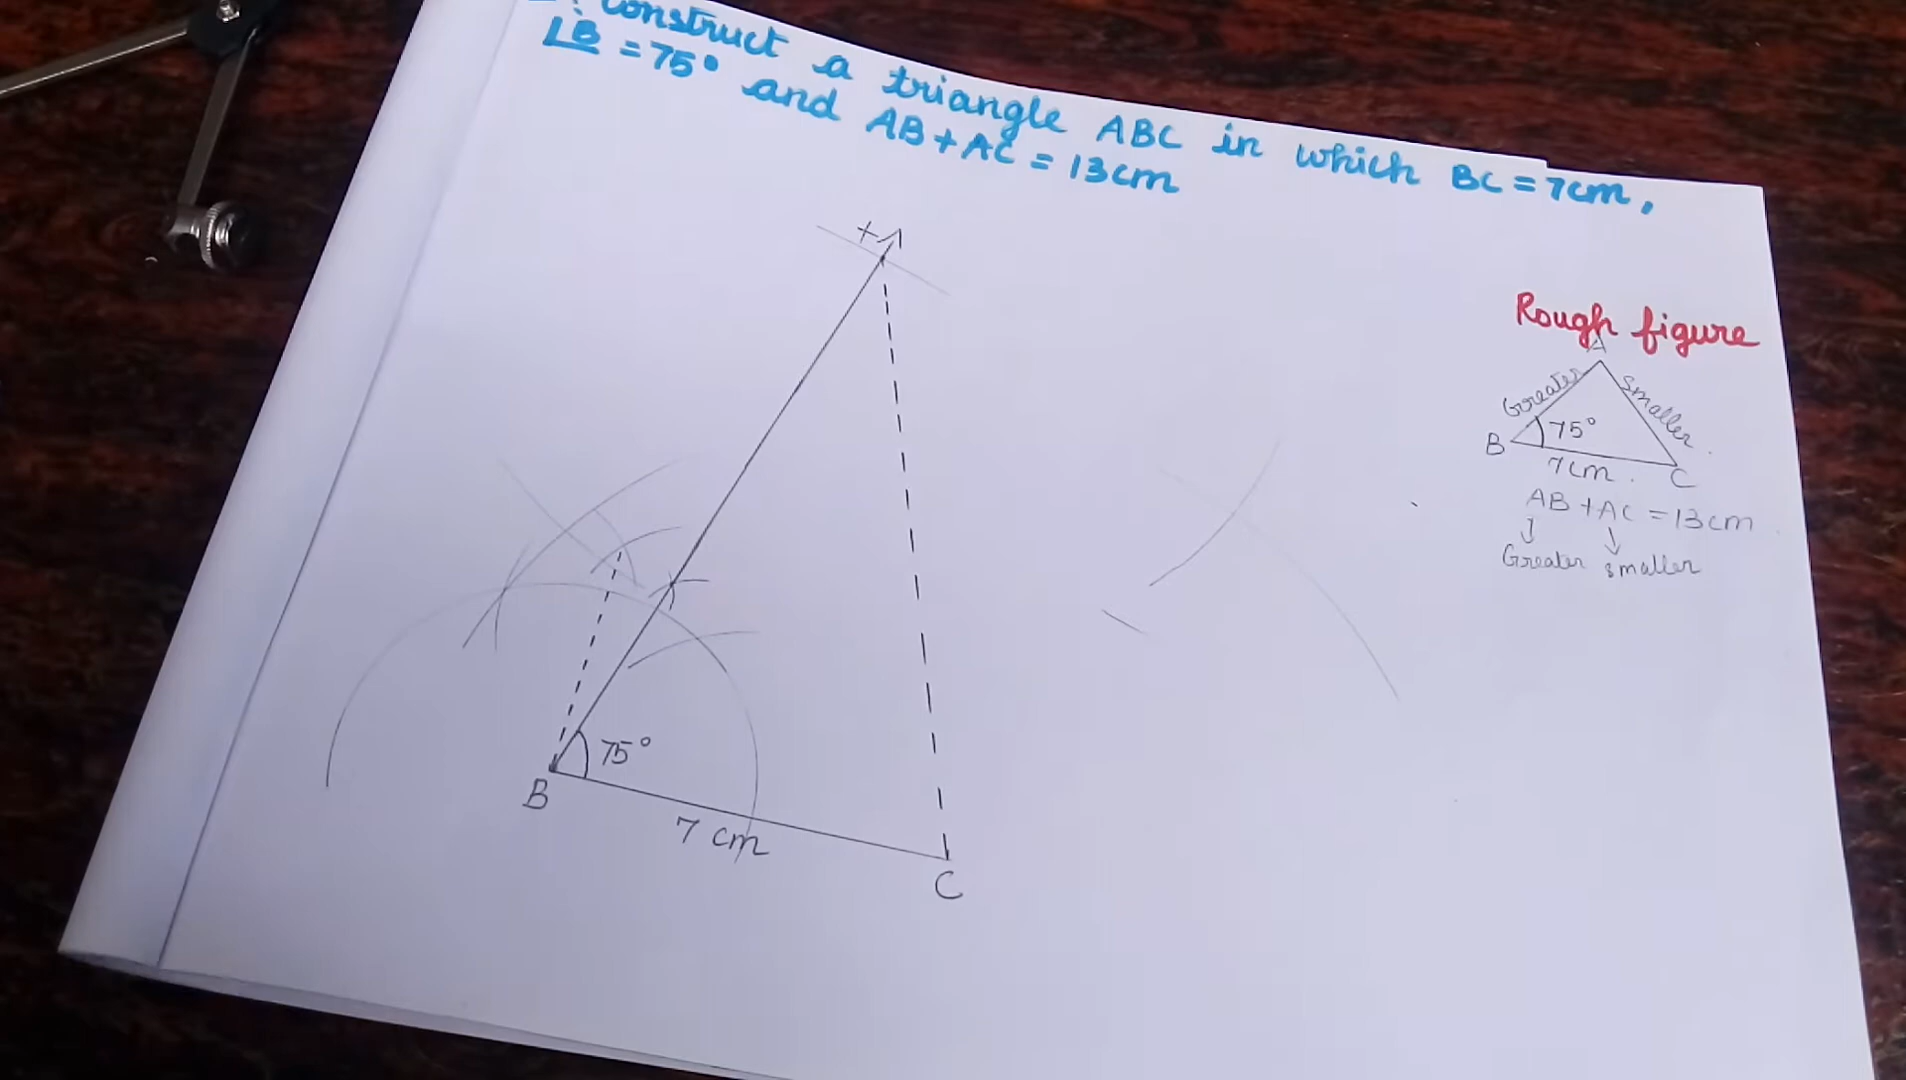 construct a triangle ABC in which BC = 7cm,
∠B = 75° and AB + AC = 13cm
Rough figure
A
Greater
smaller
B
75°
7cm
C
AB + AC = 13cm
Greater smaller
75°
B
7 cm
C